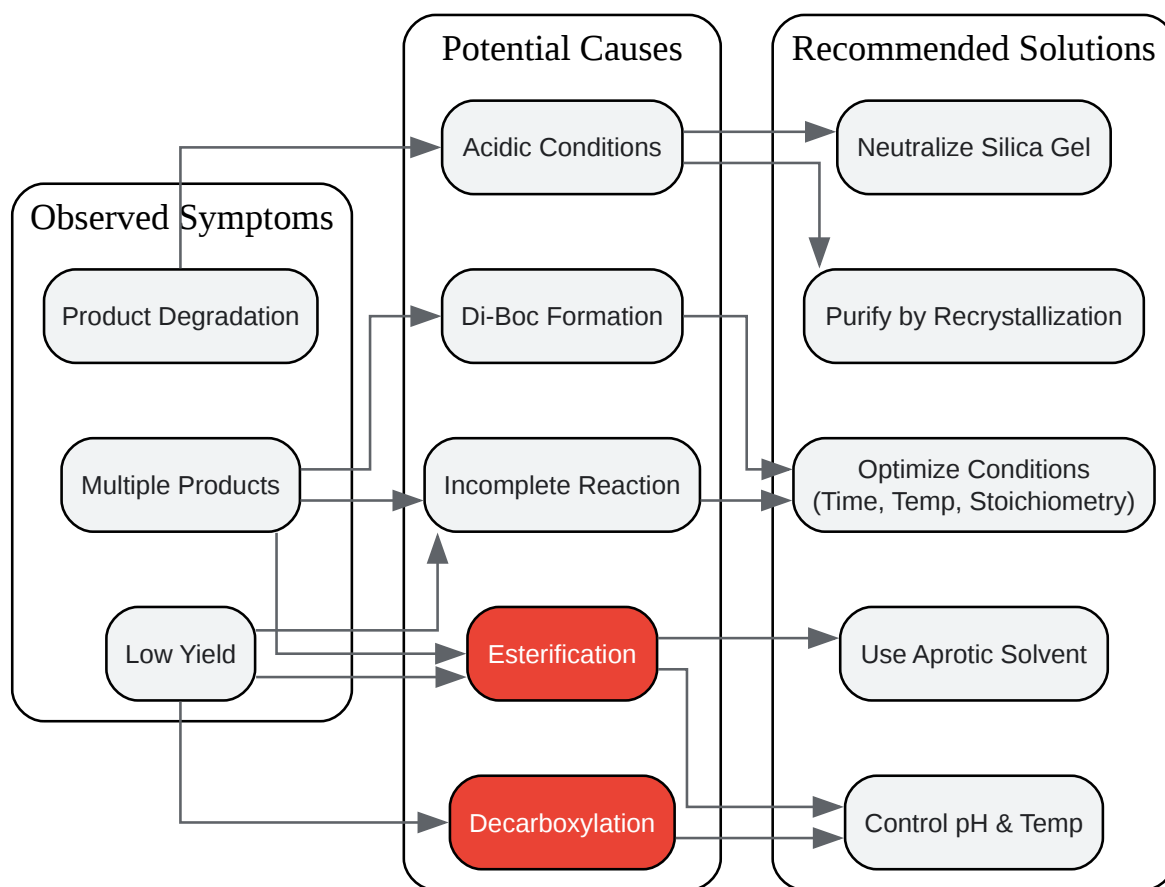 Observed Symptoms
Product Degradation
Multiple Products
Low Yield
Potential Causes
Acidic Conditions
Di-Boc Formation
Incomplete Reaction
Esterification
Decarboxylation
Recommended Solutions
Neutralize Silica Gel
Purify by Recrystallization
Optimize Conditions
(Time, Temp, Stoichiometry)
Use Aprotic Solvent
Control pH & Temp